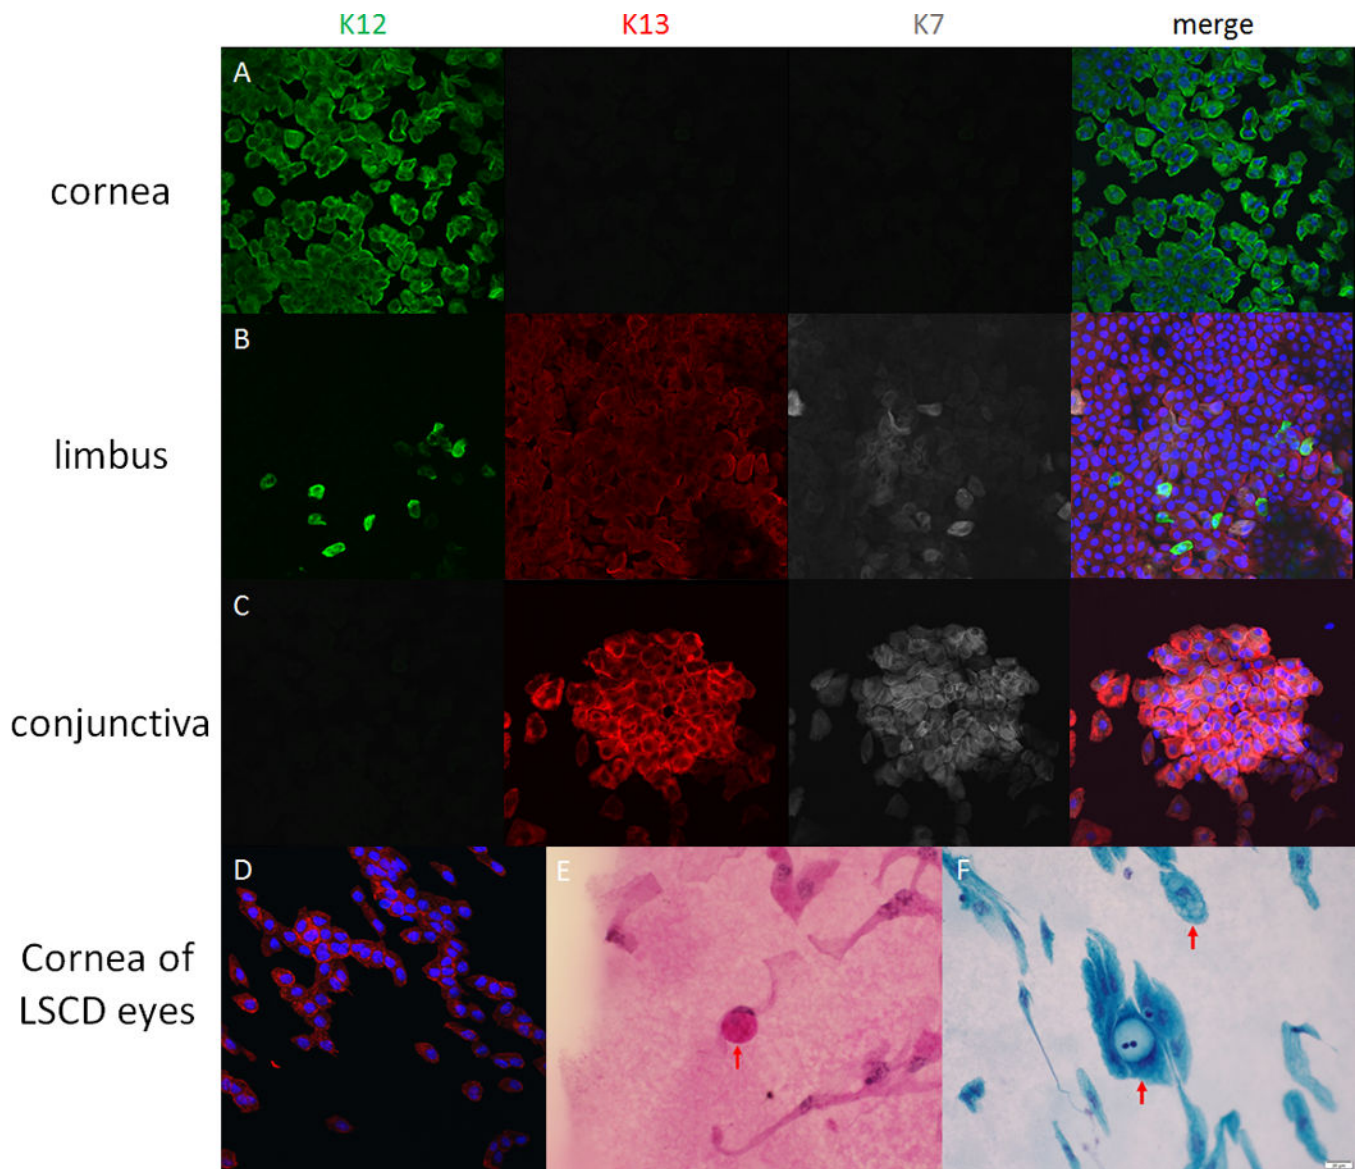 K12 K13 K7 merge
A
cornea
B
limbus
C
conjunctiva
D E F
Cornea of
LSCD eyes